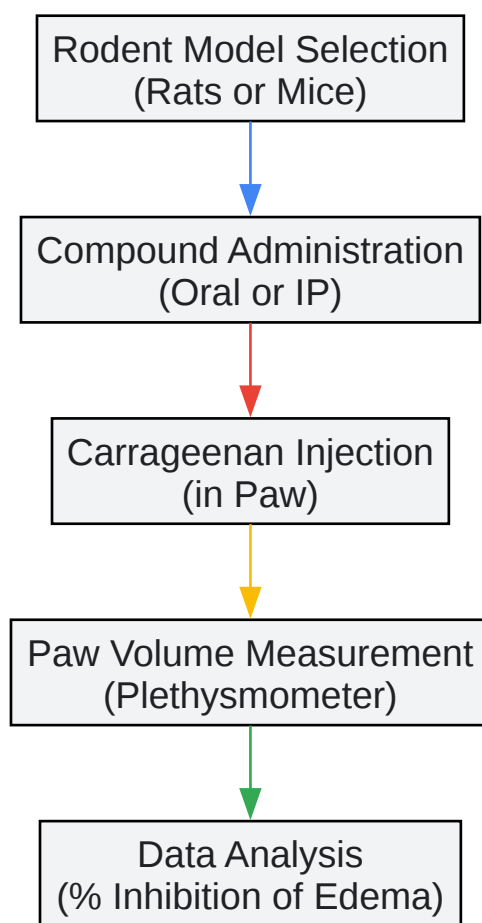 Rodent Model Selection
(Rats or Mice)
Compound Administration
(Oral or IP)
Carrageenan Injection
(in Paw)
Paw Volume Measurement
(Plethysmometer)
Data Analysis
(% Inhibition of Edema)